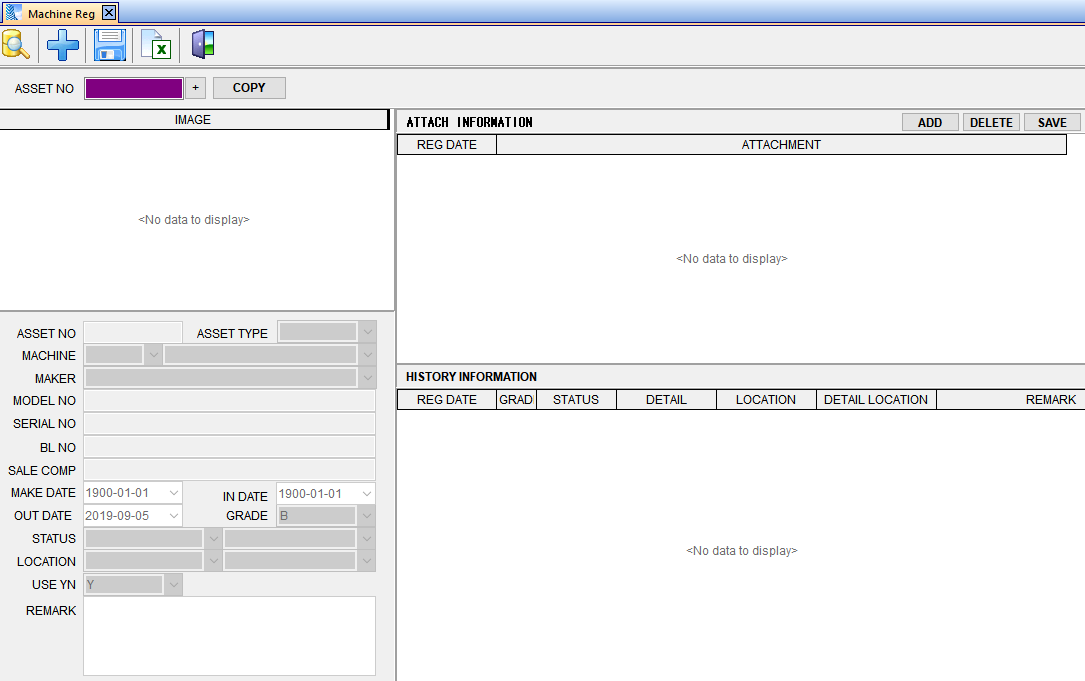 Machine Reg
X
ASSET NO + COPY
IMAGE
<No data to display>
ATTACH INFORMATION ADD DELETE SAVE
REG DATE ATTACHMENT
<No data to display>
ASSET NO ASSET TYPE
MACHINE
MAKER
MODEL NO
SERIAL NO
BL NO
SALE COMP
MAKE DATE 1900-01-01 IN DATE 1900-01-01
OUT DATE 2019-09-05 GRADE B
STATUS
LOCATION
USE YN Y
REMARK
HISTORY INFORMATION
REG DATE GRAD STATUS DETAIL LOCATION DETAIL LOCATION REMARK
<No data to display>